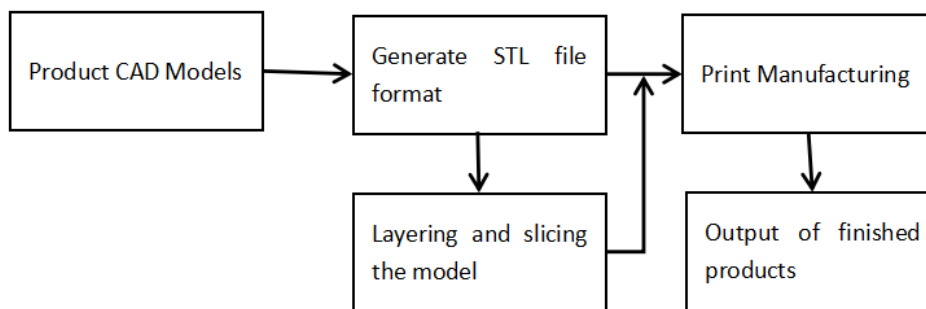 Product CAD Models
Generate STL file
format
Print Manufacturing
Layering and slicing
the model
Output of finished
products